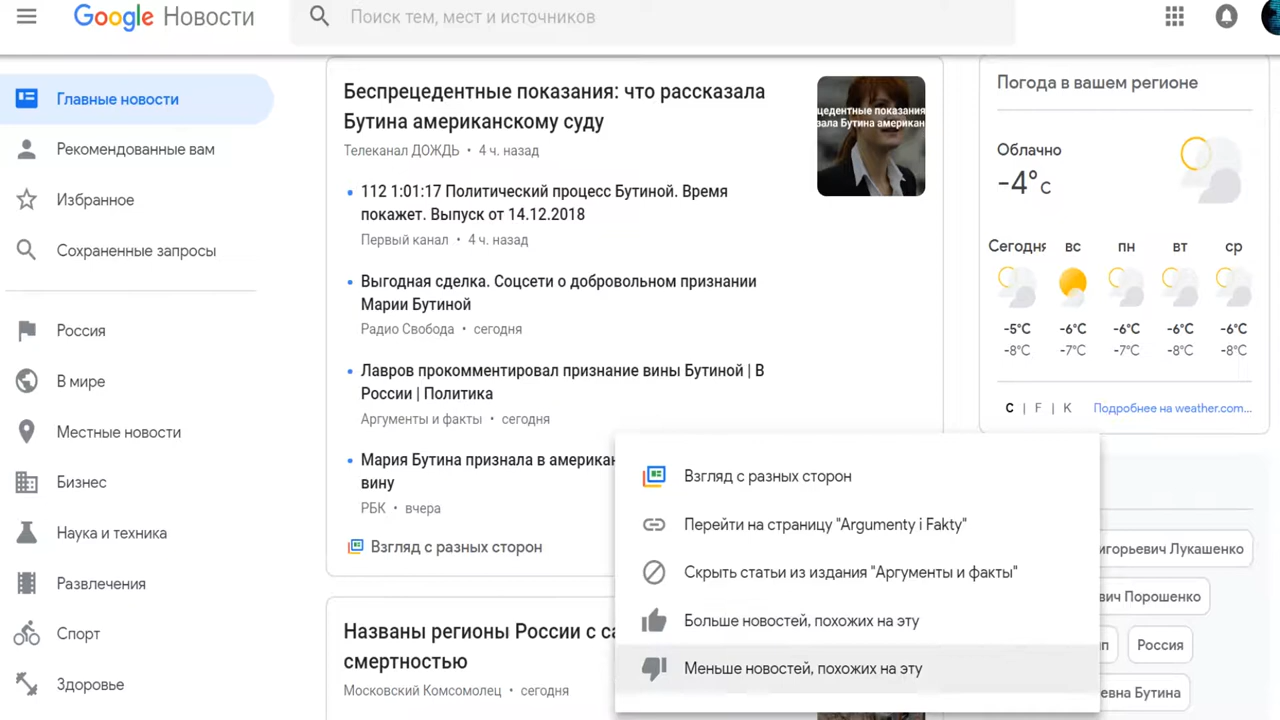 Google Новости
Поиск тем, мест и источников
Главные новости
Рекомендованные вам
Избранное
Сохраненные запросы
Россия
В мире
Местные новости
Бизнес
Наука и техника
Развлечения
Спорт
Здоровье
Беспрецедентные показания: что рассказала
Бутина американскому суду
Телеканал ДОЖДЬ • 4 ч. назад
цедентные показания
зала Бутина американ
112 1:01:17 Политический процесс Бутиной. Время
покажет. Выпуск от 14.12.2018
Первый канал • 4 ч. назад
Выгодная сделка. Соцсети о добровольном признании
Марии Бутиной
Радио Свобода • сегодня
Лавров прокомментировал признание вины Бутиной | В
России | Политика
Аргументы и факты • сегодня
Мария Бутина признала в американ
вину
РБК • вчера
Взгляд с разных сторон
Названы регионы России с са
смертностью
Московский Комсомолец • сегодня
Взгляд с разных сторон
Перейти на страницу "Argumenty i Fakty"
Скрыть статьи из издания "Аргументы и факты"
Больше новостей, похожих на эту
Меньше новостей, похожих на эту
Погода в вашем регионе
Облачно
-4°C
Сегодня вс пн вт ср
-5°C -6°C -6°C -6°C -6°C
-8°C -7°C -7°C -8°C -8°C
C | F | K Подробнее на weather.com...
игорьевич Лукашенко
вич Порошенко
п Россия
евна Бутина